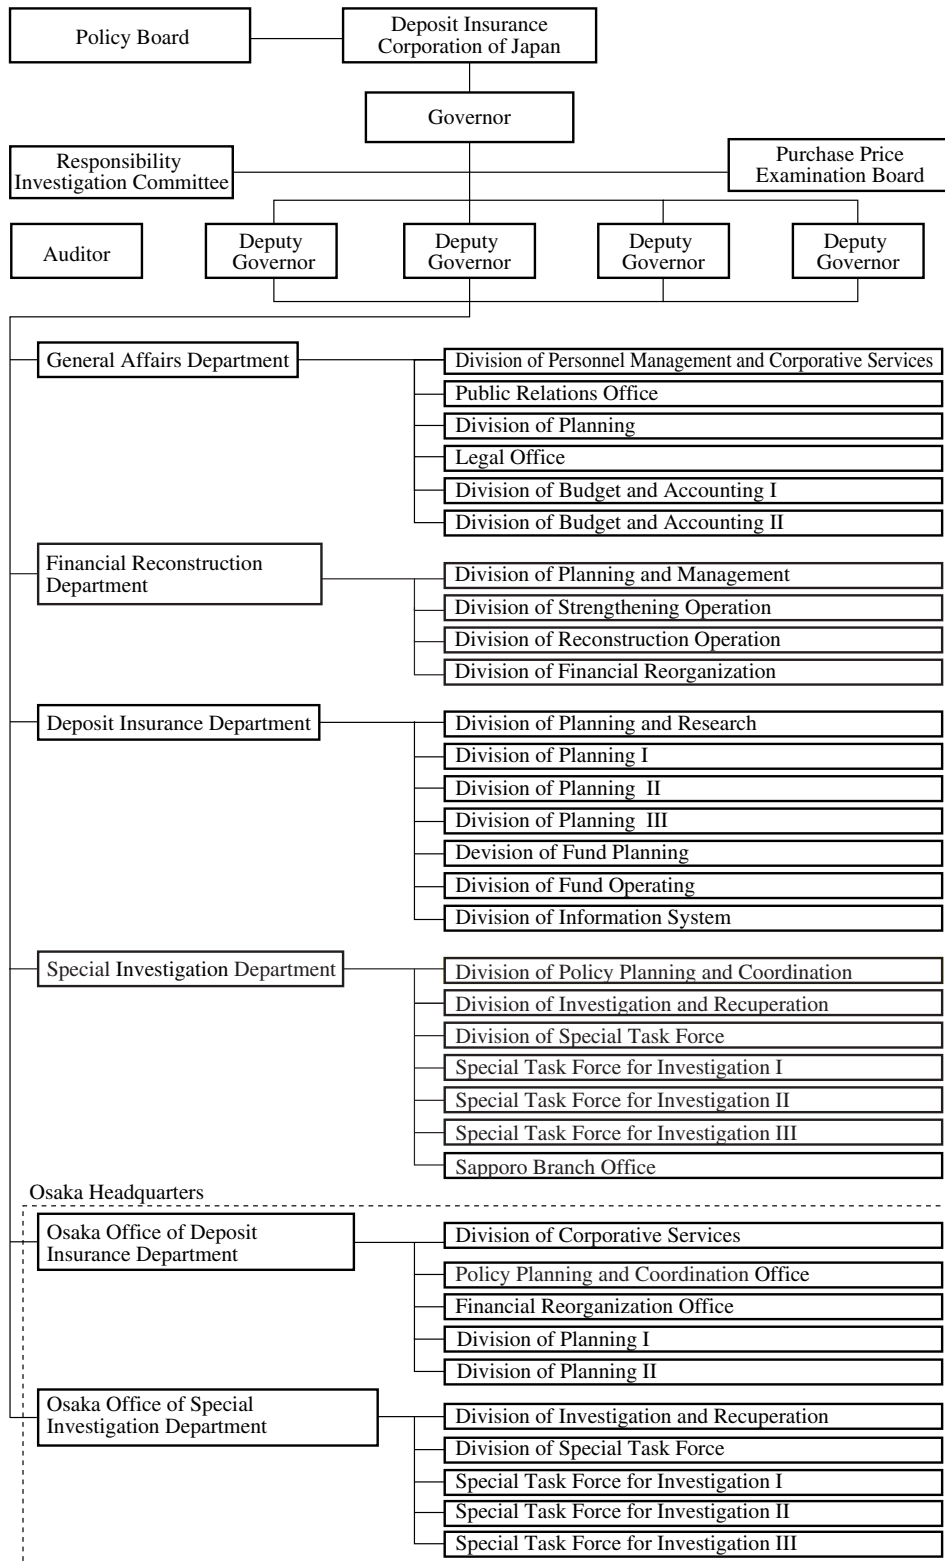 Policy Board
Deposit Insurance
Corporation of Japan
Governor
Responsibility
Investigation Committee
Purchase Price
Examination Board
Auditor
Deputy
Governor
Deputy
Governor
Deputy
Governor
Deputy
Governor
General Affairs Department
Division of Personnel Management and Corporative Services
Public Relations Office
Division of Planning
Legal Office
Division of Budget and Accounting I
Division of Budget and Accounting II
Financial Reconstruction
Department
Division of Planning and Management
Division of Strengthening Operation
Division of Reconstruction Operation
Division of Financial Reorganization
Deposit Insurance Department
Division of Planning and Research
Division of Planning I
Division of Planning II
Division of Planning III
Devision of Fund Planning
Division of Fund Operating
Division of Information System
Special Investigation Department
Division of Policy Planning and Coordination
Division of Investigation and Recuperation
Division of Special Task Force
Special Task Force for Investigation I
Special Task Force for Investigation II
Special Task Force for Investigation III
Sapporo Branch Office
Osaka Headquarters
Osaka Office of Deposit
Insurance Department
Division of Corporative Services
Policy Planning and Coordination Office
Financial Reorganization Office
Division of Planning I
Division of Planning II
Osaka Office of Special
Investigation Department
Division of Investigation and Recuperation
Division of Special Task Force
Special Task Force for Investigation I
Special Task Force for Investigation II
Special Task Force for Investigation III